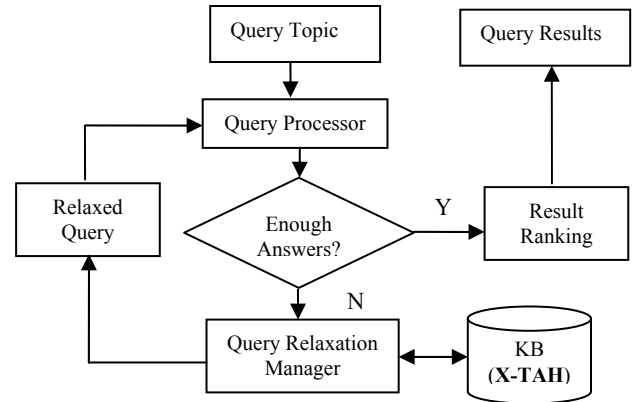 Query Topic
Query Results
Query Processor
Relaxed
Query
Enough
Answers?
Y
Result
Ranking
N
Query Relaxation
Manager
KB
(X-TAH)